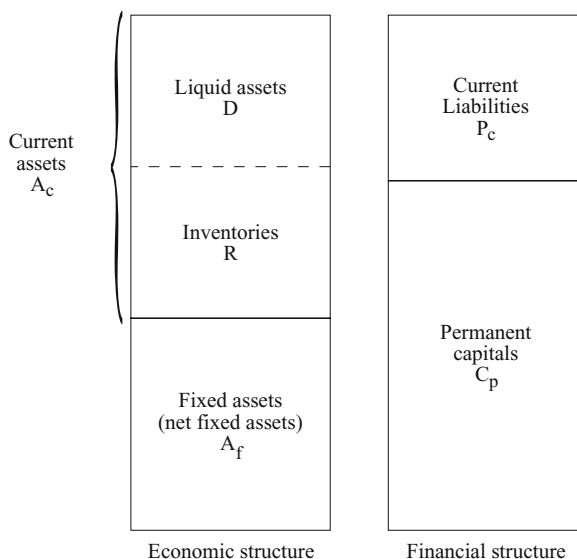 Liquid assets
D
Current
assets
A_c
Inventories
R
Fixed assets
(net fixed assets)
A_f
Economic structure
Current
Liabilities
P_c
Permanent
capitals
C_p
Financial structure